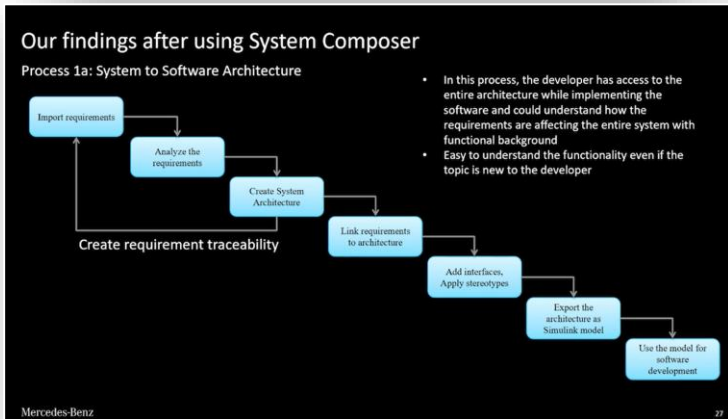 Our findings after using System Composer
Process 1a: System to Software Architecture
• In this process, the developer has access to the
entire architecture while implementing the
software and could understand how the
requirements are affecting the entire system with
functional background
• Easy to understand the functionality even if the
topic is new to the developer
Import requirements
Analyze the
requirements
Create System
Architecture
Create requirement traceability
Link requirements
to architecture
Add interfaces,
Apply stereotypes
Export the
architecture as
Simulink model
Use the model for
software
development
Mercedes-Benz
27